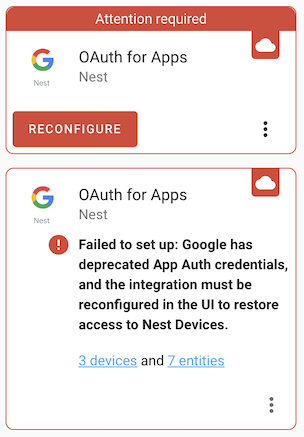 Attention required
OAuth for Apps
Nest
Nest
RECONFIGURE
OAuth for Apps
Nest
Nest
Failed to set up: Google has
deprecated App Auth credentials,
and the integration must be
reconfigured in the UI to restore
access to Nest Devices.
3 devices and 7 entities